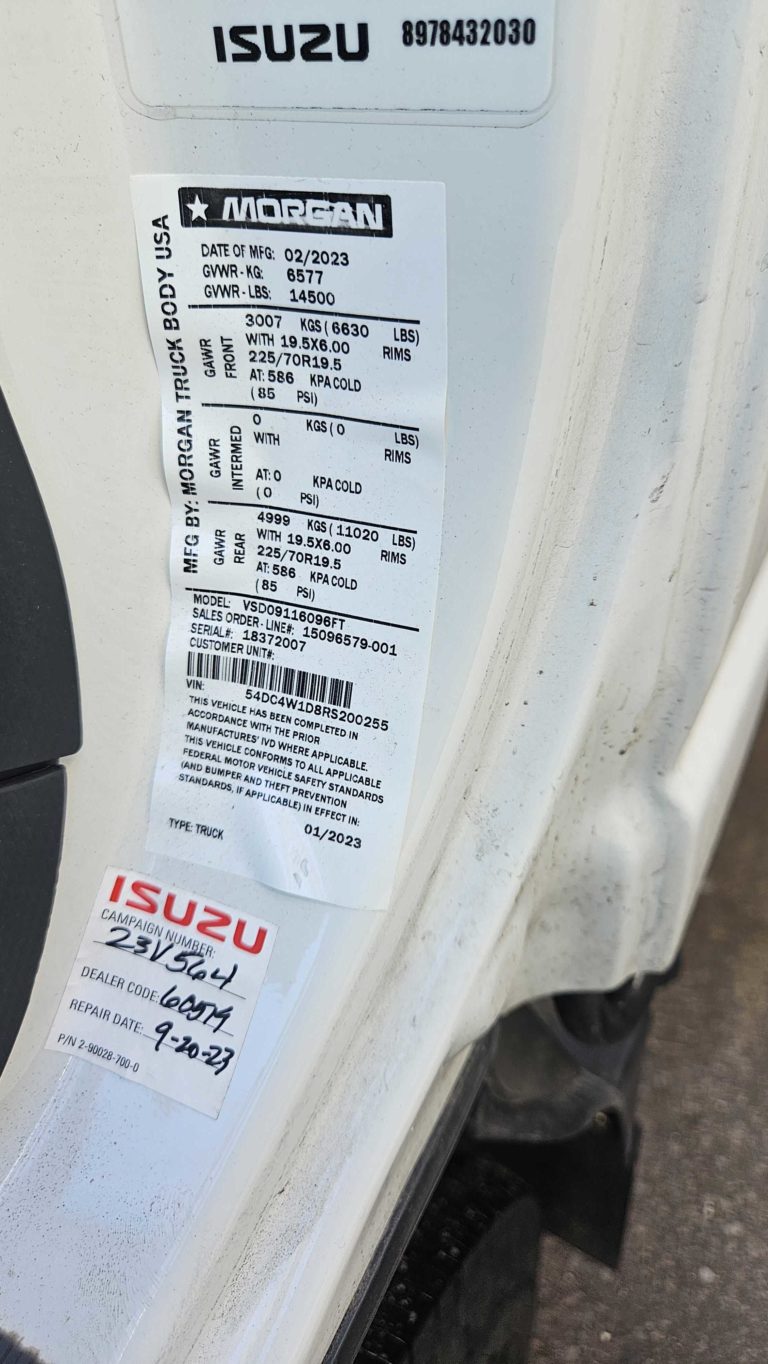 ISUZU 8978432030
MORGAN
MFG BY: MORGAN TRUCK BODY USA
DATE OF MFG: 02/2023
GVWR - KG: 6577
GVWR - LBS: 14500
GAWR FRONT
3007 KGS ( 6630 LBS)
WITH 19.5X6.00 RIMS
225/70R19.5
AT: 586 KPA COLD
( 85 PSI)
GAWR INTERMED
0 KGS ( 0 LBS)
WITH RIMS
AT: 0 KPA COLD
( 0 PSI)
GAWR REAR
4999 KGS ( 11020 LBS)
WITH 19.5X6.00 RIMS
225/70R19.5
AT: 586 KPA COLD
( 85 PSI)
MODEL: VSD09116096FT
SALES ORDER - LINE#: 15096579-001
SERIAL#: 18372007
CUSTOMER UNIT#:
VIN: 54DC4W1D8RS200255
THIS VEHICLE HAS BEEN COMPLETED IN
ACCORDANCE WITH THE PRIOR
MANUFACTURES' IVD WHERE APPLICABLE.
THIS VEHICLE CONFORMS TO ALL APPLICABLE
FEDERAL MOTOR VEHICLE SAFETY STANDARDS
(AND BUMPER AND THEFT PREVENTION
STANDARDS, IF APPLICABLE) IN EFFECT IN:
01/2023
TYPE: TRUCK
ISUZU
CAMPAIGN NUMBER:
23V564
DEALER CODE:
REPAIR DATE: 9-20-23
P/N 2-90028-700-0